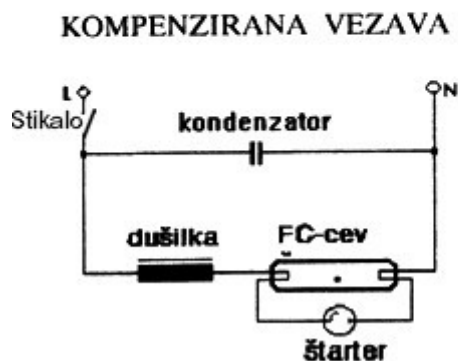 KOMPENZIRANA VEZAVA
L
N
Stikalo
kondenzator
dušilka
FC-cev
štarter